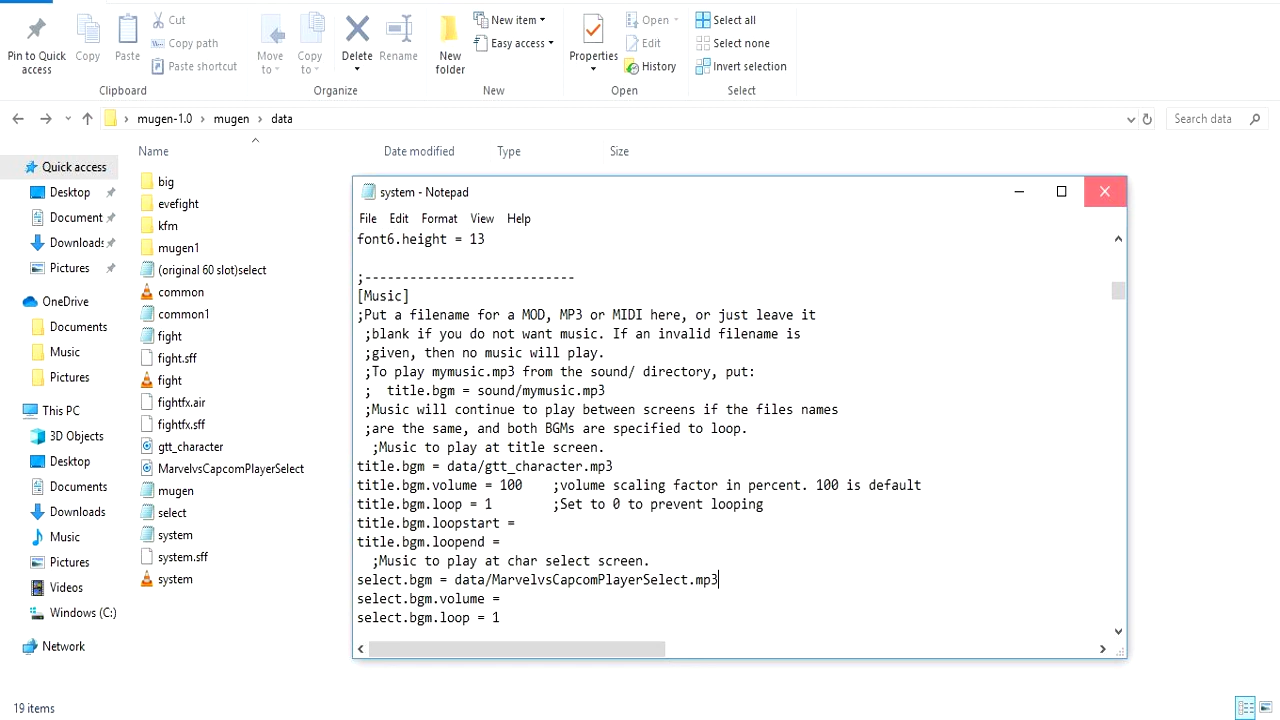 Pin to Quick access
Copy
Paste
Cut
Copy path
Paste shortcut
Clipboard
Move to
Copy to
Delete
Rename
Organize
New folder
New item
Easy access
New
Properties
Open
Edit
History
Open
Select all
Select none
Invert selection
Select
mugen-1.0 > mugen > data
Search data
Name
Date modified
Type
Size
Quick access
Desktop
Document
Downloads
Pictures
OneDrive
Documents
Music
Pictures
This PC
3D Objects
Desktop
Documents
Downloads
Music
Pictures
Videos
Windows (C:)
Network
big
evefight
kfm
mugen1
(original 60 slot)select
common
common1
fight
fight.sff
fight
fightfx.air
fightfx.sff
gtt_character
MarvelvsCapcomPlayerSelect
mugen
select
system
system.sff
system
system - Notepad
File Edit Format View Help
font6.height = 13
;----------------------------
[Music]
;Put a filename for a MOD, MP3 or MIDI here, or just leave it
;blank if you do not want music. If an invalid filename is
;given, then no music will play.
;To play mymusic.mp3 from the sound/ directory, put:
;  title.bgm = sound/mymusic.mp3
;Music will continue to play between screens if the files names
;are the same, and both BGMs are specified to loop.
;Music to play at title screen.
title.bgm = data/gtt_character.mp3
title.bgm.volume = 100    ;volume scaling factor in percent. 100 is default
title.bgm.loop = 1        ;Set to 0 to prevent looping
title.bgm.loopstart =
title.bgm.loopend =
;Music to play at char select screen.
select.bgm = data/MarvelvsCapcomPlayerSelect.mp3
select.bgm.volume =
select.bgm.loop = 1
19 items